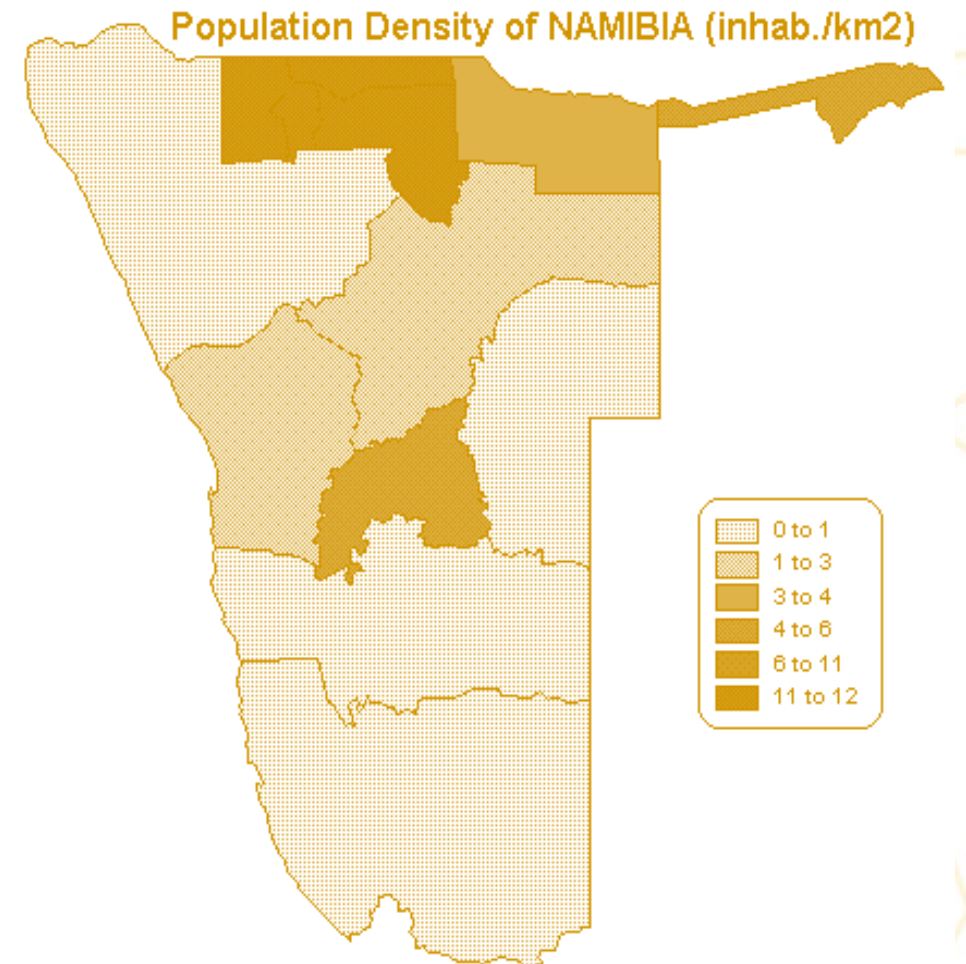 Population Density of NAMIBIA (inhab./km2)
0 to 1
1 to 3
3 to 4
4 to 6
6 to 11
11 to 12